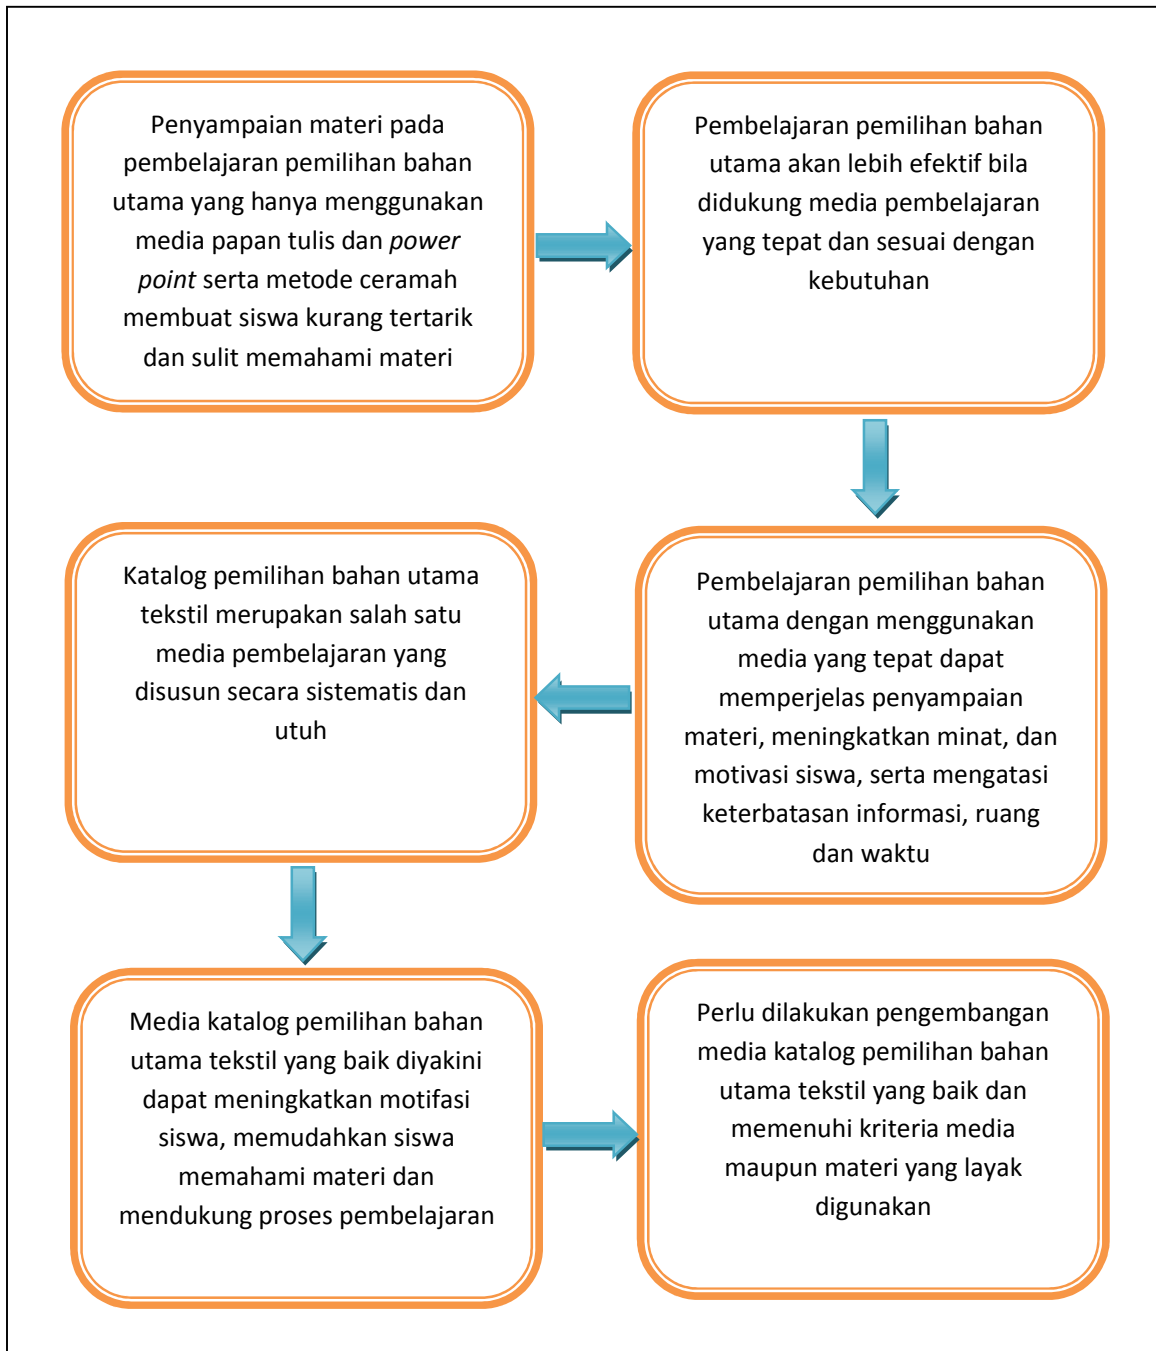 Penyampaian materi pada
pembelajaran pemilihan bahan
utama yang hanya menggunakan
media papan tulis dan power
point serta metode ceramah
membuat siswa kurang tertarik
dan sulit memahami materi
Pembelajaran pemilihan bahan
utama akan lebih efektif bila
didukung media pembelajaran
yang tepat dan sesuai dengan
kebutuhan
Pembelajaran pemilihan bahan
utama dengan menggunakan
media yang tepat dapat
memperjelas penyampaian
materi, meningkatkan minat, dan
motivasi siswa, serta mengatasi
keterbatasan informasi, ruang
dan waktu
Katalog pemilihan bahan utama
tekstil merupakan salah satu
media pembelajaran yang
disusun secara sistematis dan
utuh
Media katalog pemilihan bahan
utama tekstil yang baik diyakini
dapat meningkatkan motifasi
siswa, memudahkan siswa
memahami materi dan
mendukung proses pembelajaran
Perlu dilakukan pengembangan
media katalog pemilihan bahan
utama tekstil yang baik dan
memenuhi kriteria media
maupun materi yang layak
digunakan